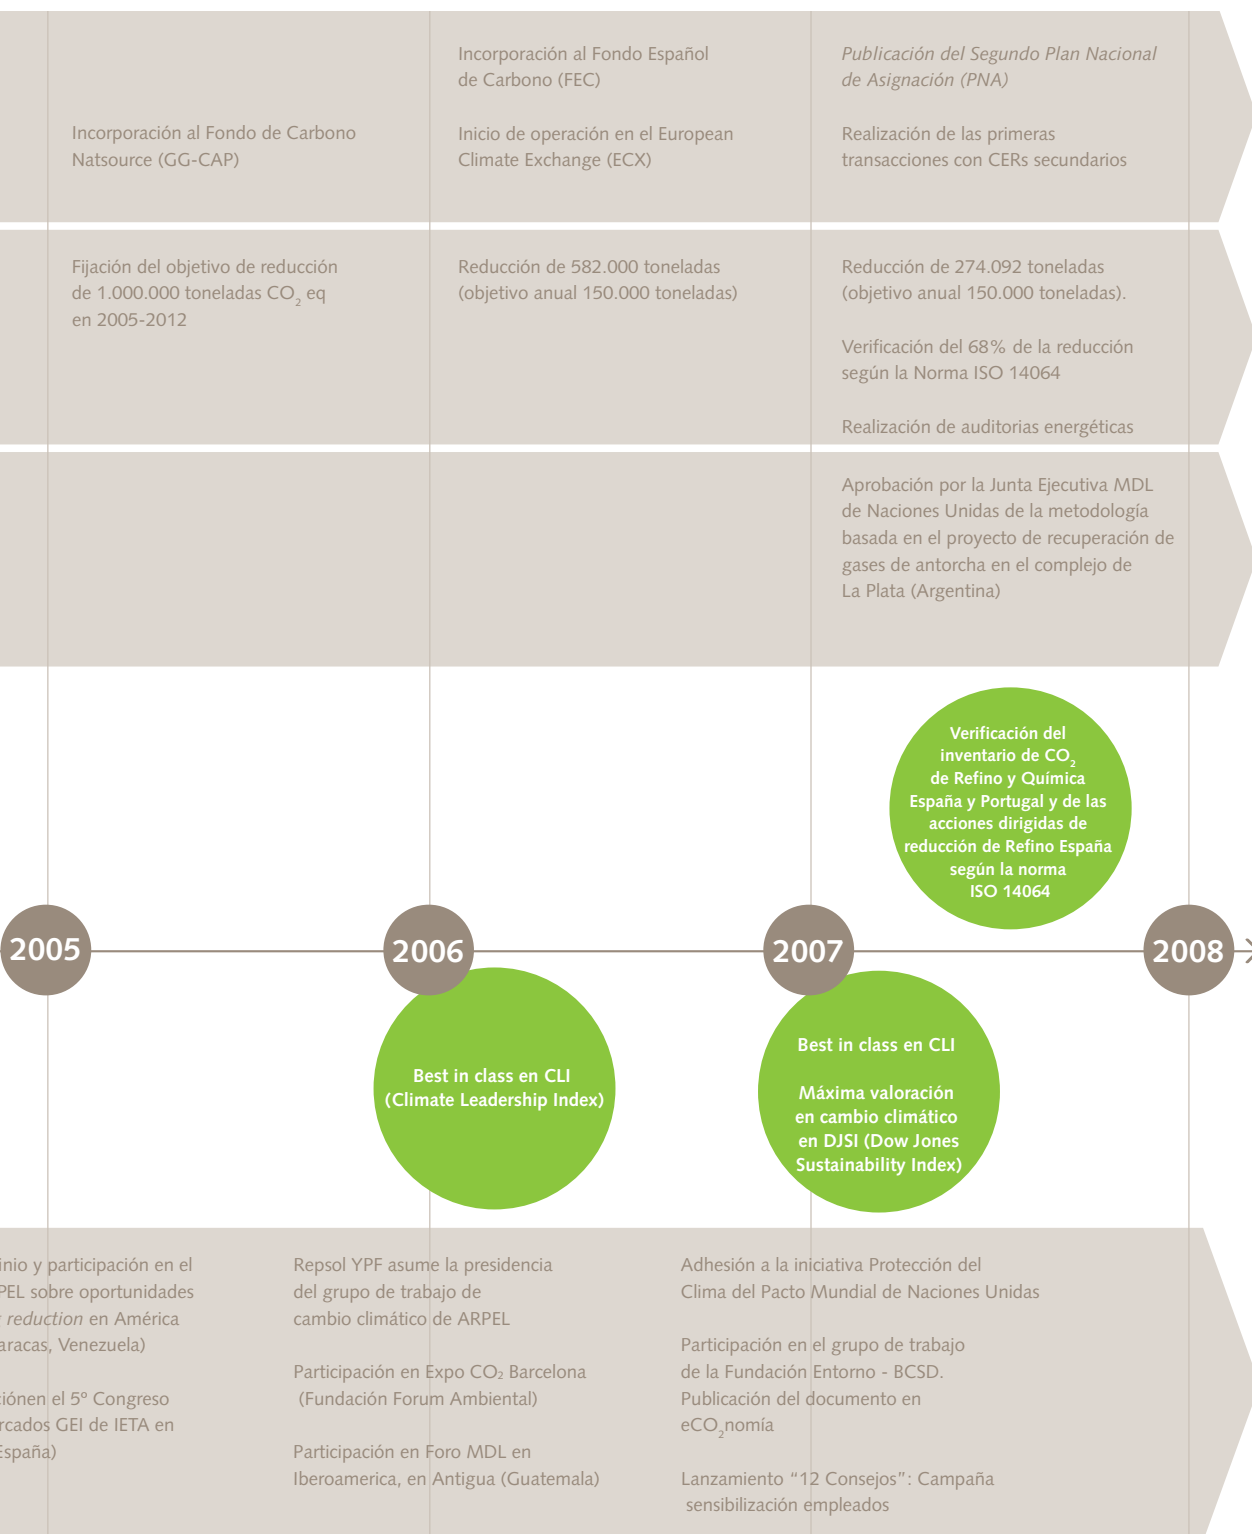 Incorporación al Fondo de Carbono
Natsource (GG-CAP)
Incorporación al Fondo Español
de Carbono (FEC)
Inicio de operación en el European
Climate Exchange (ECX)
Publicación del Segundo Plan Nacional
de Asignación (PNA)
Realización de las primeras
transacciones con CERs secundarios
Fijación del objetivo de reducción
de 1.000.000 toneladas CO₂ eq
en 2005-2012
Reducción de 582.000 toneladas
(objetivo anual 150.000 toneladas)
Reducción de 274.092 toneladas
(objetivo anual 150.000 toneladas).
Verificación del 68% de la reducción
según la Norma ISO 14064
Realización de auditorias energéticas
Aprobación por la Junta Ejecutiva MDL
de Naciones Unidas de la metodología
basada en el proyecto de recuperación de
gases de antorcha en el complejo de
La Plata (Argentina)
Verificación del
inventario de CO₂
de Refino y Química
España y Portugal y de las
acciones dirigidas de
reducción de Refino España
según la norma
ISO 14064
2005
2006
2007
2008
Best in class en CLI
(Climate Leadership Index)
Best in class en CLI
Máxima valoración
en cambio climático
en DJSI (Dow Jones
Sustainability Index)
inio y participación en el
PEL sobre oportunidades
reduction en América
aracas, Venezuela)
ciónen el 5º Congreso
rcados GEI de IETA en
España)
Repsol YPF asume la presidencia
del grupo de trabajo de
cambio climático de ARPEL
Participación en Expo CO₂ Barcelona
(Fundación Forum Ambiental)
Participación en Foro MDL en
Iberoamerica, en Antigua (Guatemala)
Adhesión a la iniciativa Protección del
Clima del Pacto Mundial de Naciones Unidas
Participación en el grupo de trabajo
de la Fundación Entorno - BCSD.
Publicación del documento en
eCO₂nomía
Lanzamiento “12 Consejos”: Campaña
sensibilización empleados